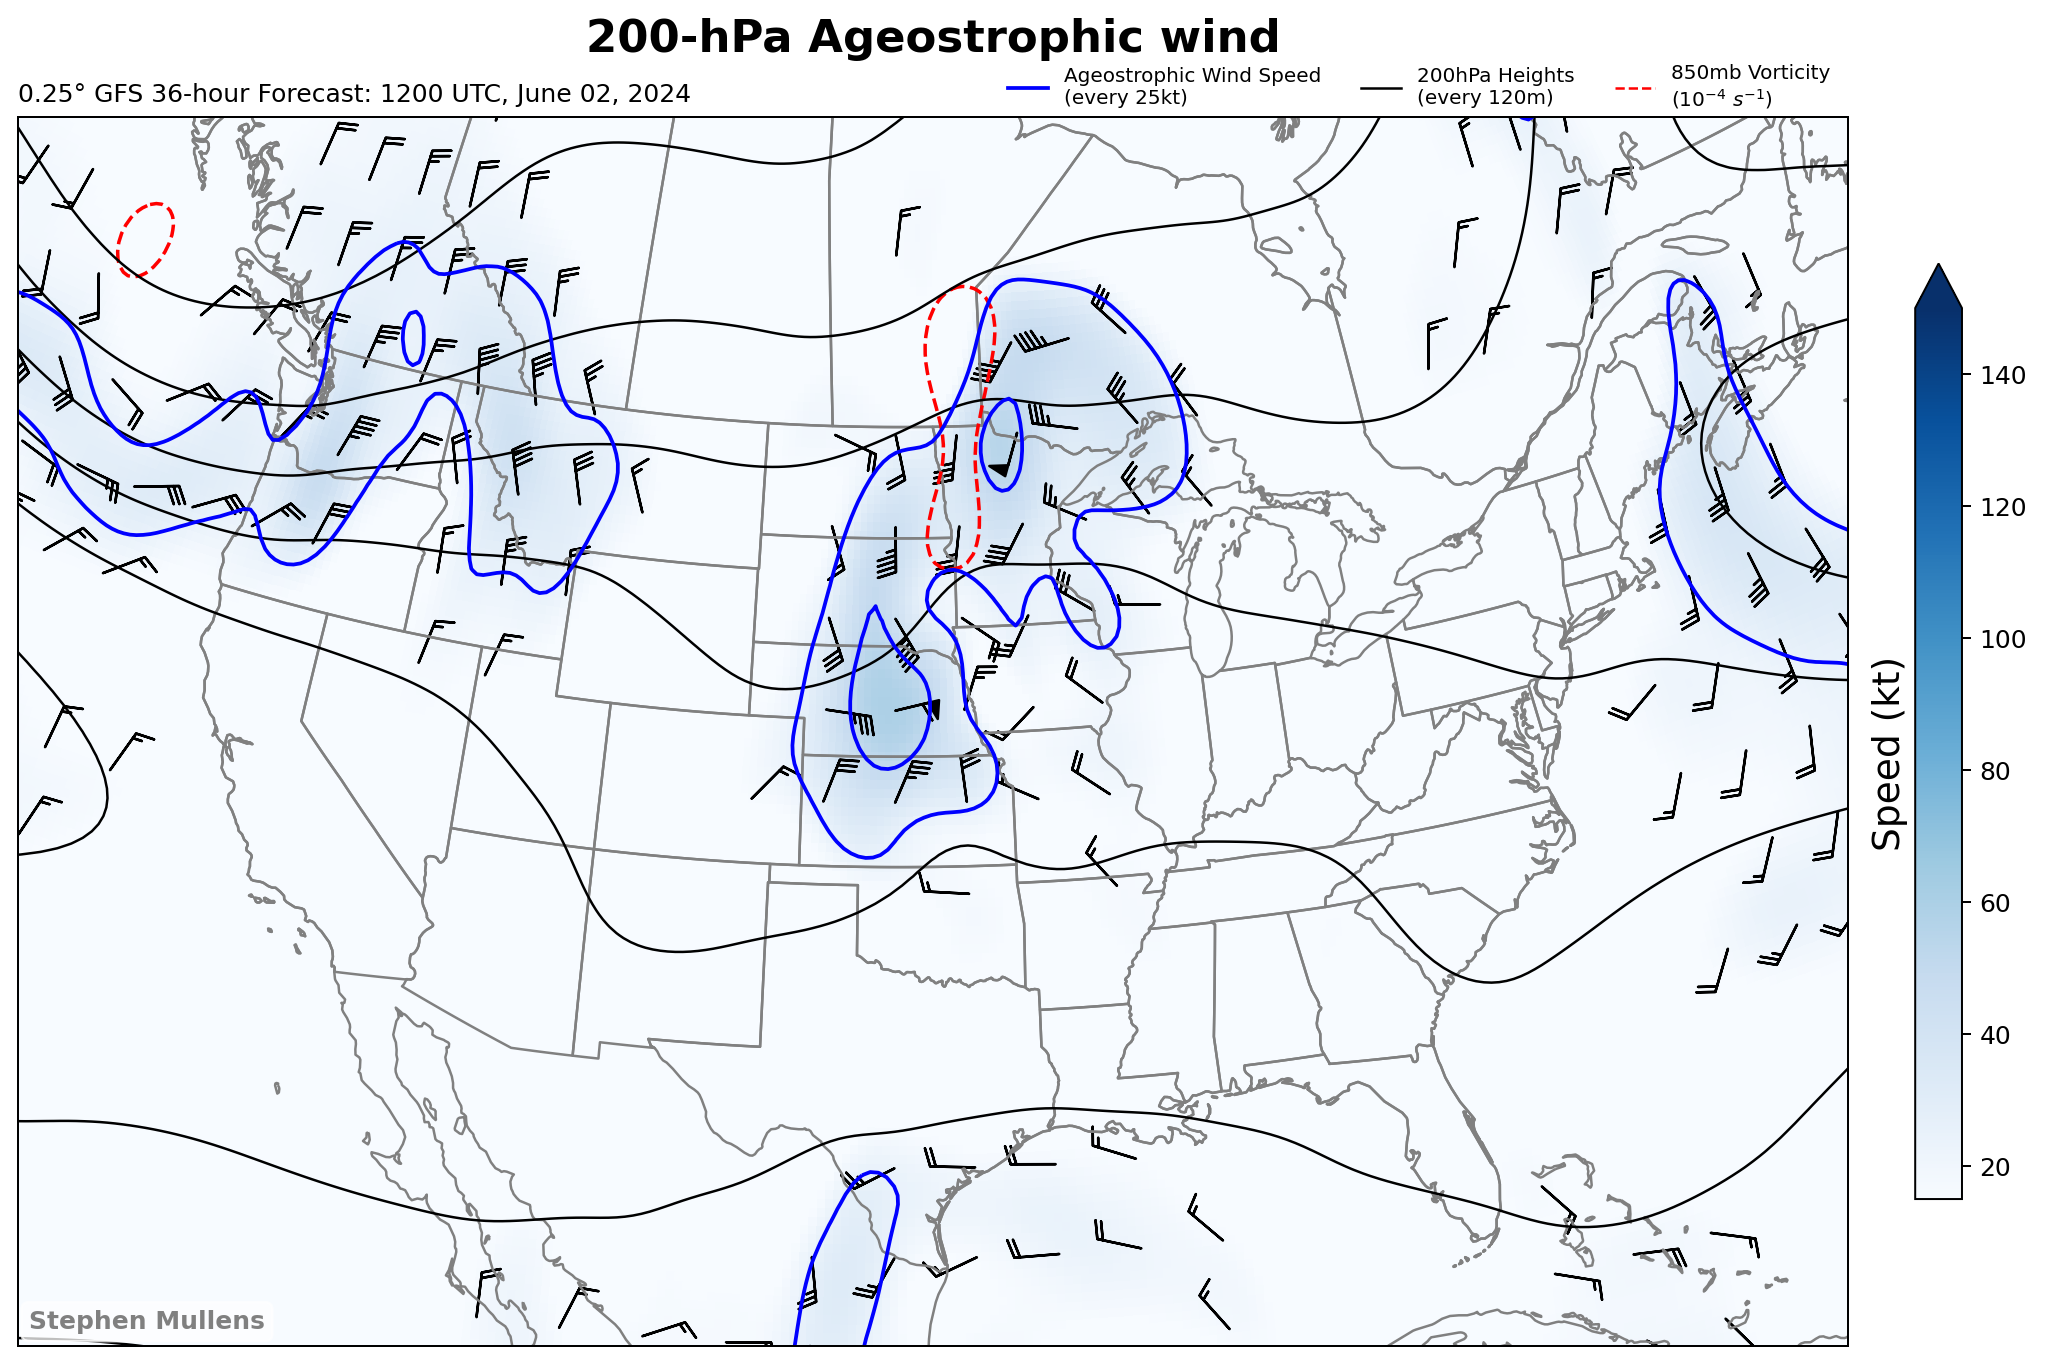 200-hPa Ageostrophic wind
0.25° GFS 36-hour Forecast: 1200 UTC, June 02, 2024
Ageostrophic Wind Speed
(every 25kt)
200hPa Heights
(every 120m)
850mb Vorticity
(10⁻⁴ s⁻¹)
140
120
100
80
60
40
20
Speed (kt)
Stephen Mullens